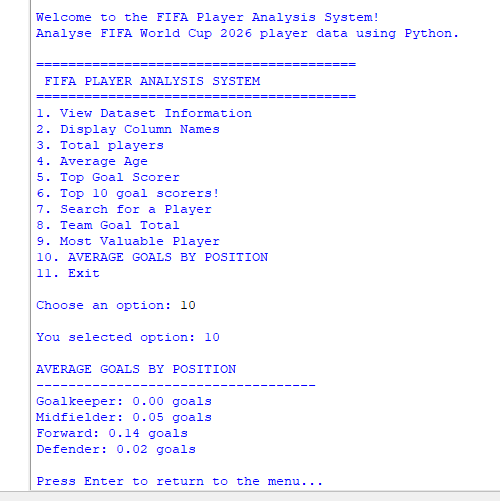 Welcome to the FIFA Player Analysis System!
Analyse FIFA World Cup 2026 player data using Python.
========================================
FIFA PLAYER ANALYSIS SYSTEM
========================================
1. View Dataset Information
2. Display Column Names
3. Total players
4. Average Age
5. Top Goal Scorer
6. Top 10 goal scorers!
7. Search for a Player
8. Team Goal Total
9. Most Valuable Player
10. AVERAGE GOALS BY POSITION
11. Exit
Choose an option: 10
You selected option: 10
AVERAGE GOALS BY POSITION
-----------------------------------
Goalkeeper: 0.00 goals
Midfielder: 0.05 goals
Forward: 0.14 goals
Defender: 0.02 goals
Press Enter to return to the menu...